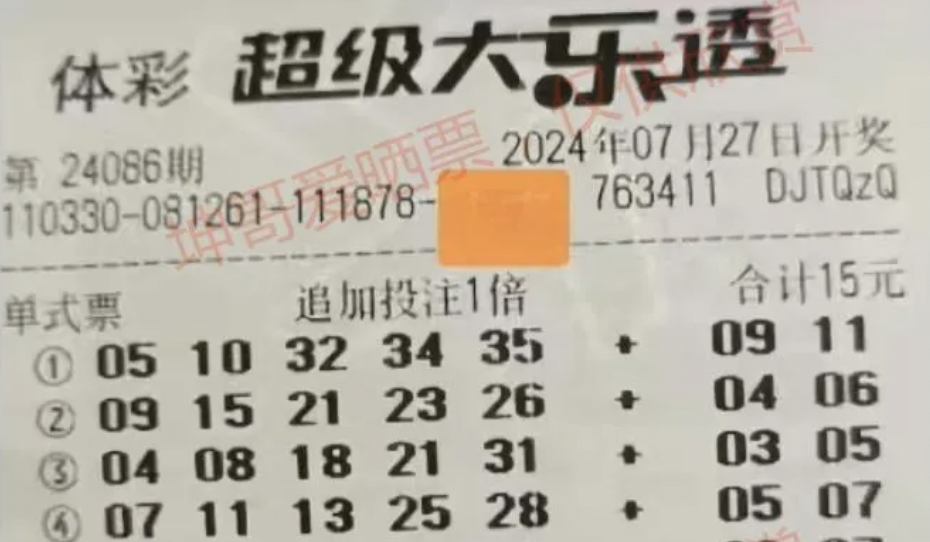 体彩 超级大乐透
第 24086期 2024年07月27日开奖
110330-081261-111878- 763411 DJTQzQ
坤哥爱晒票 仅供欣赏
单式票 追加投注1倍 合计15元
① 05 10 32 34 35 + 09 11
② 09 15 21 23 26 + 04 06
③ 04 08 18 21 31 + 03 05
④ 07 11 13 25 28 + 05 07